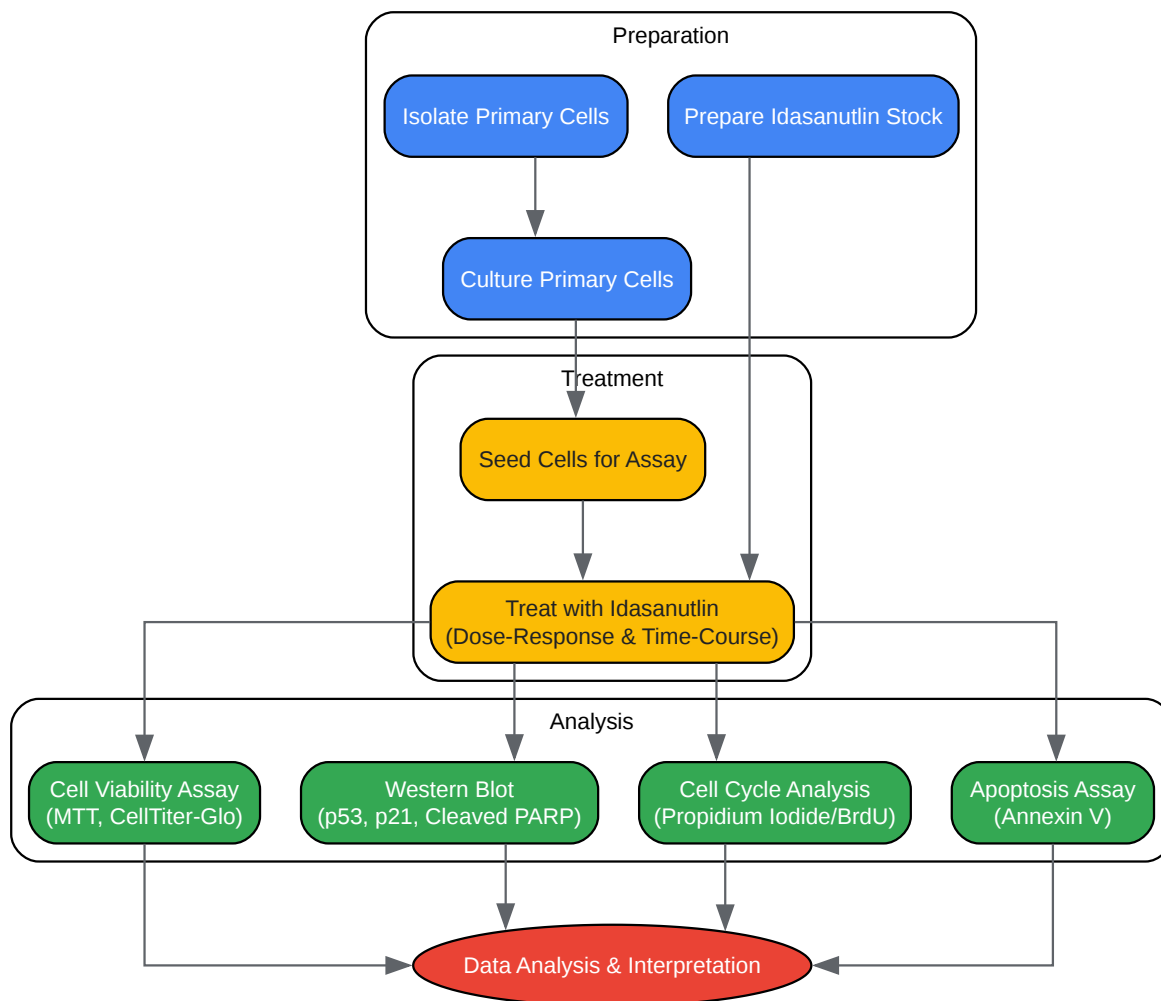 Preparation
Isolate Primary Cells
Prepare Idasanutlin Stock
Culture Primary Cells
Treatment
Seed Cells for Assay
Treat with Idasanutlin
(Dose-Response & Time-Course)
Analysis
Cell Viability Assay
(MTT, CellTiter-Glo)
Western Blot
(p53, p21, Cleaved PARP)
Cell Cycle Analysis
(Propidium Iodide/BrdU)
Apoptosis Assay
(Annexin V)
Data Analysis & Interpretation